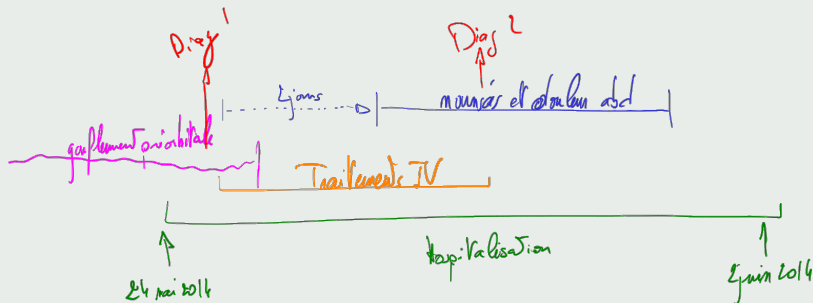 Diag 1
Diag 2
2 jours
nausées et douleur abd
gonflement périorbitale
Traitements IV
Hospitalisation
24 mai 2014
2 juin 2014